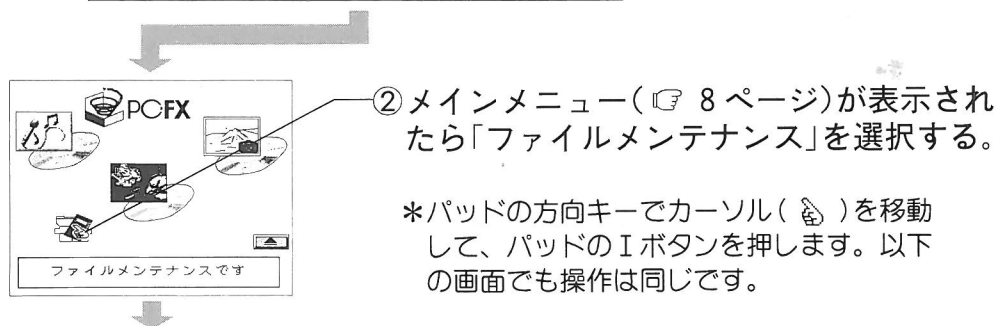 PC-FX
ファイルメンテナンスです
②メインメニュー(☞ 8ページ)が表示され
たら「ファイルメンテナンス」を選択する。
＊パッドの方向キーでカーソル( )を移動
して、パッドのIボタンを押します。以下
の画面でも操作は同じです。